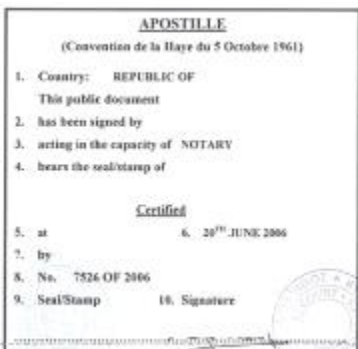 APOSTILLE
(Convention de la Haye du 5 Octobre 1961)
1. Country: REPUBLIC OF
This public document
2. has been signed by
3. acting in the capacity of NOTARY
4. bears the seal/stamp of
Certified
5. at 6. 20TH JUNE 2006
7. by
8. No. 7526 OF 2006
9. Seal/Stamp 10. Signature